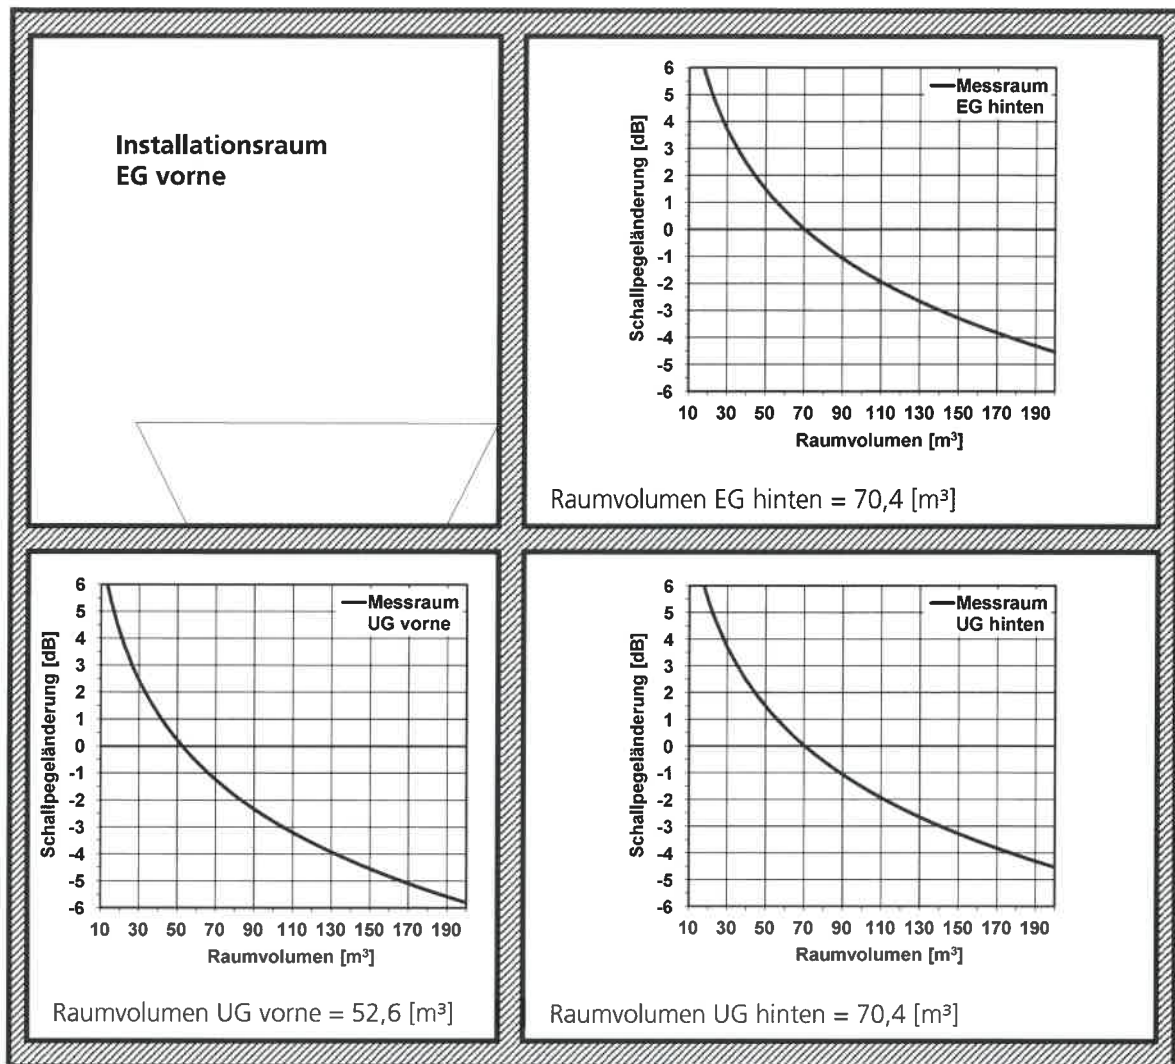 Installationsraum
EG vorne
Messraum
EG hinten
Schallpegeländerung [dB]
6
5
4
3
2
1
0
-1
-2
-3
-4
-5
-6
10 30 50 70 90 110 130 150 170 190
Raumvolumen [m³]
Raumvolumen EG hinten = 70,4 [m³]
Messraum
UG vorne
Schallpegeländerung [dB]
6
5
4
3
2
1
0
-1
-2
-3
-4
-5
-6
10 30 50 70 90 110 130 150 170 190
Raumvolumen [m³]
Raumvolumen UG vorne = 52,6 [m³]
Messraum
UG hinten
Schallpegeländerung [dB]
6
5
4
3
2
1
0
-1
-2
-3
-4
-5
-6
10 30 50 70 90 110 130 150 170 190
Raumvolumen [m³]
Raumvolumen UG hinten = 70,4 [m³]